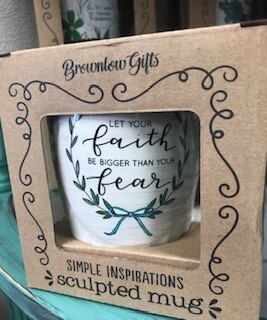 Brownlow Gifts
LET YOUR
faith
BE BIGGER THAN YOUR
fear
SIMPLE INSPIRATIONS
sculpted mug